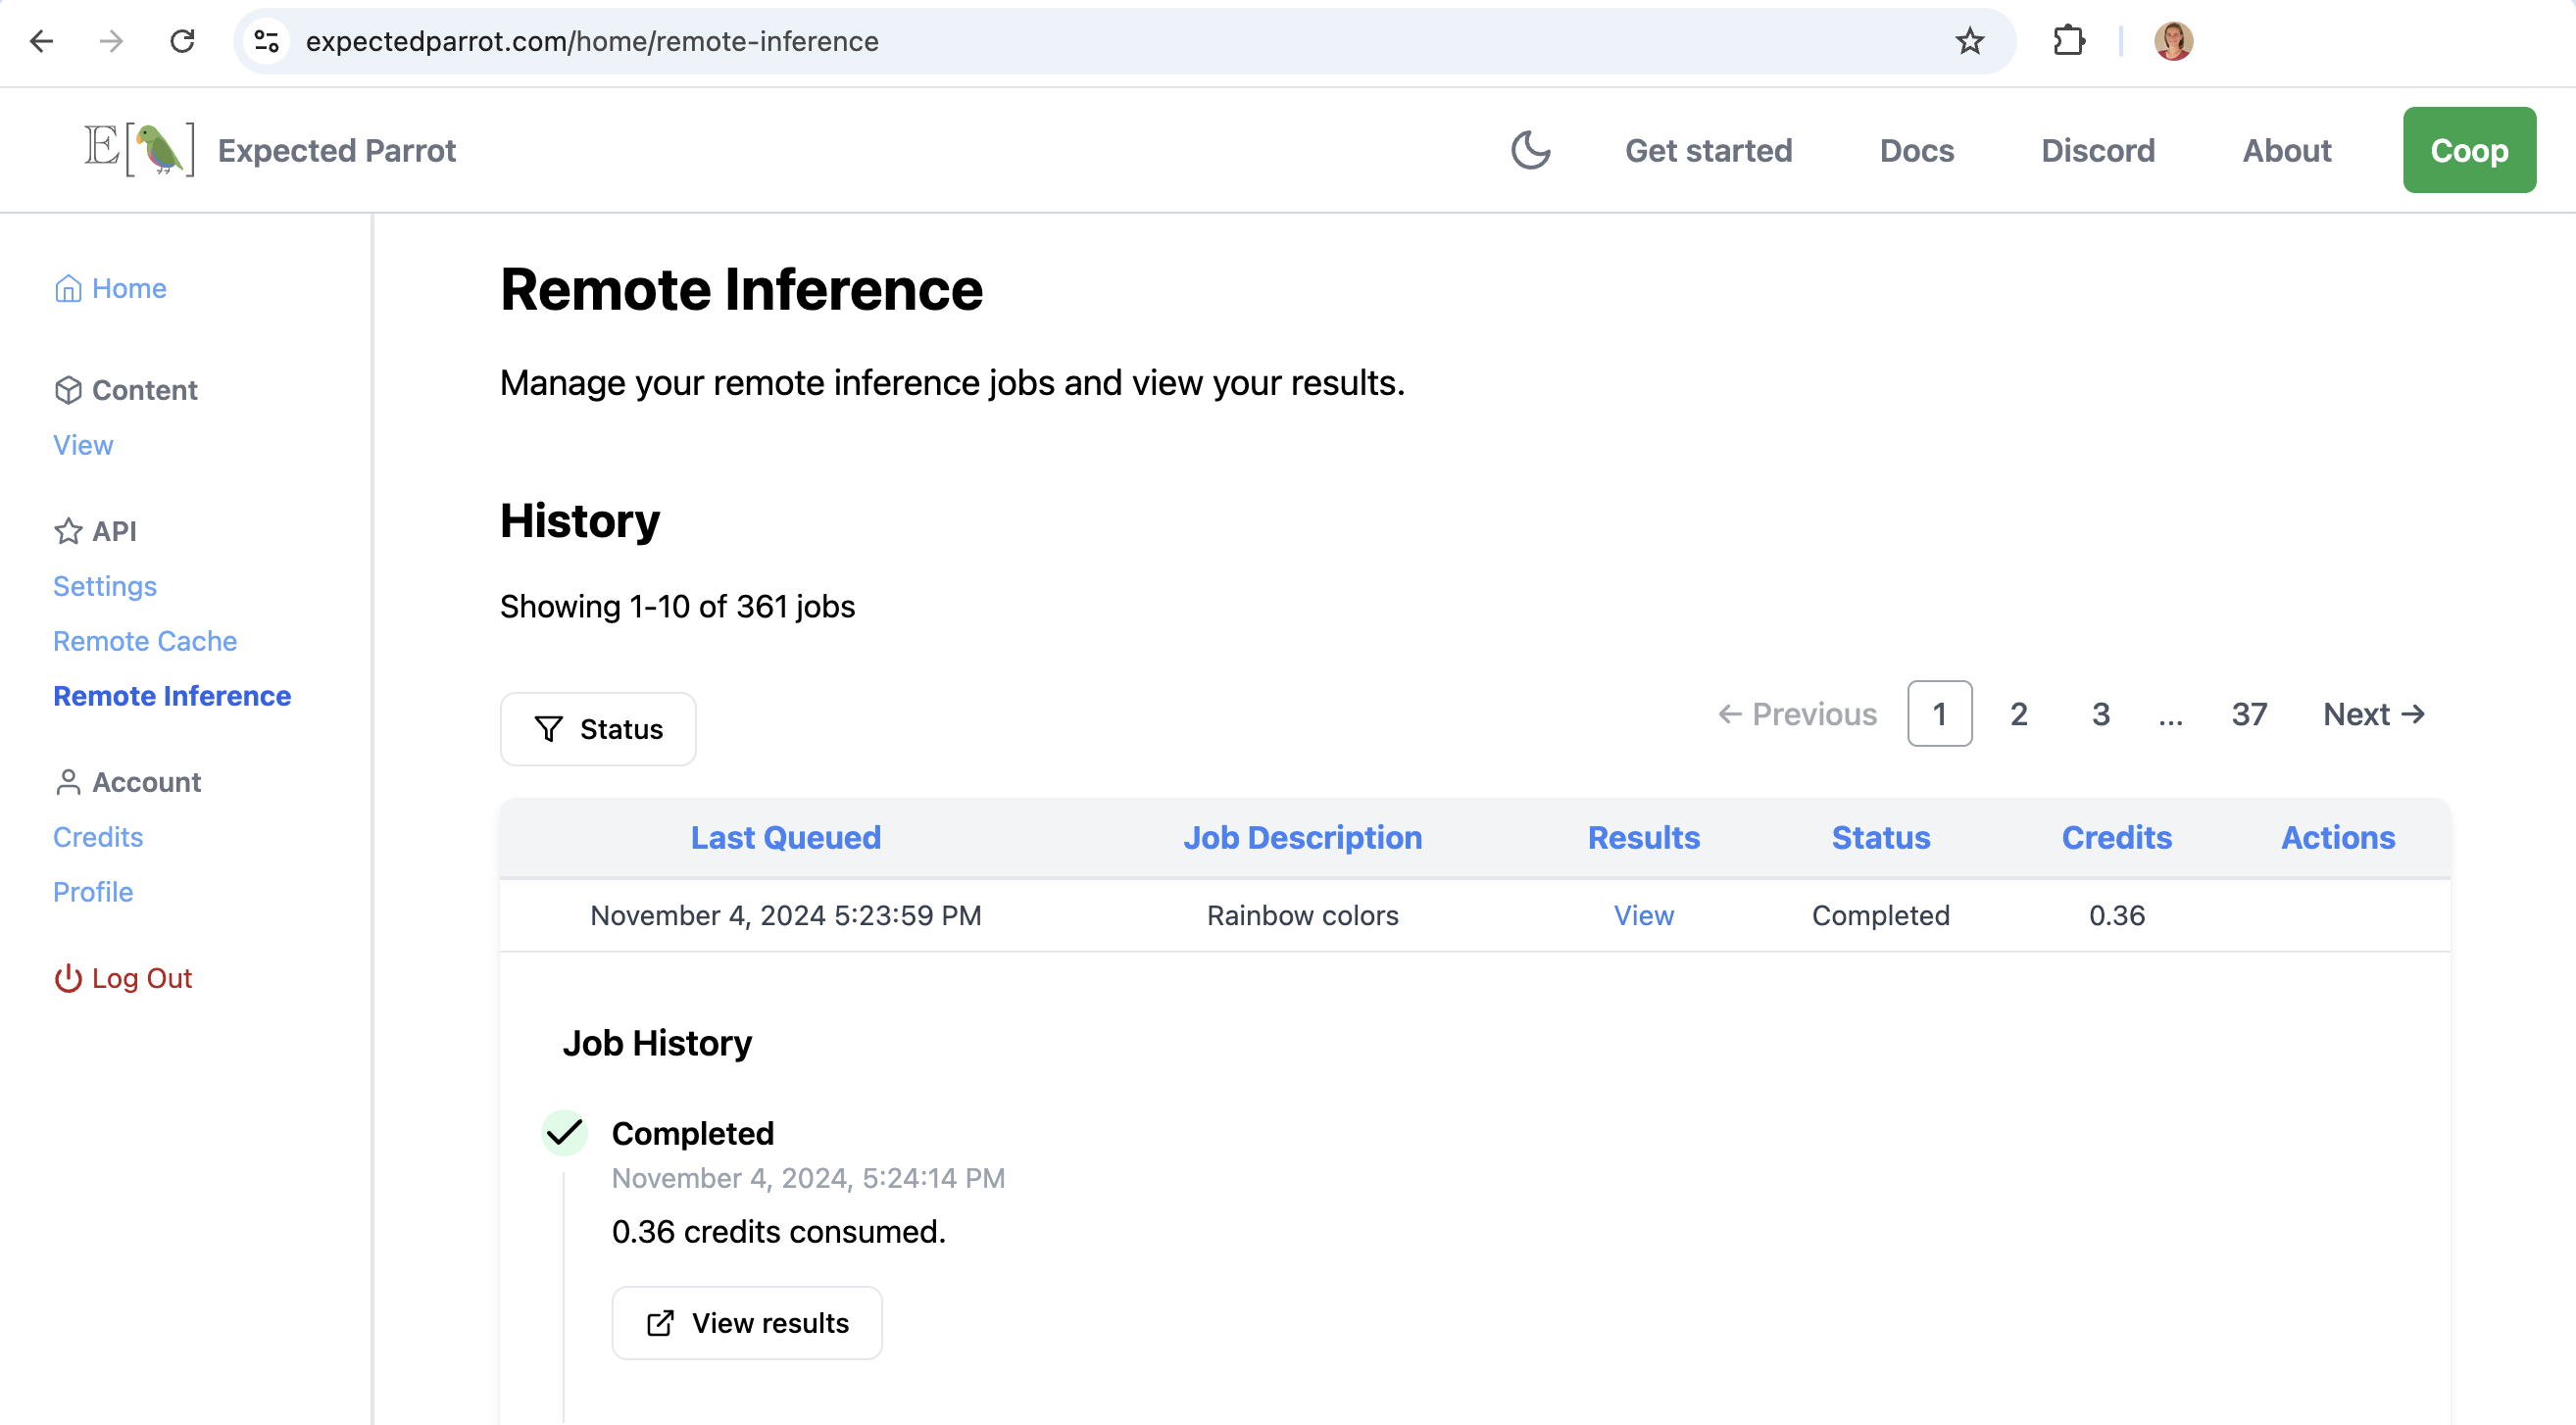 expectedparrot.com/home/remote-inference
E[ ] Expected Parrot
Get started Docs Discord About Coop
Home
Content
View
API
Settings
Remote Cache
Remote Inference
Account
Credits
Profile
Log Out
Remote Inference
Manage your remote inference jobs and view your results.
History
Showing 1-10 of 361 jobs
Status
← Previous 1 2 3 ... 37 Next →
Last Queued Job Description Results Status Credits Actions
November 4, 2024 5:23:59 PM Rainbow colors View Completed 0.36
Job History
Completed
November 4, 2024, 5:24:14 PM
0.36 credits consumed.
View results